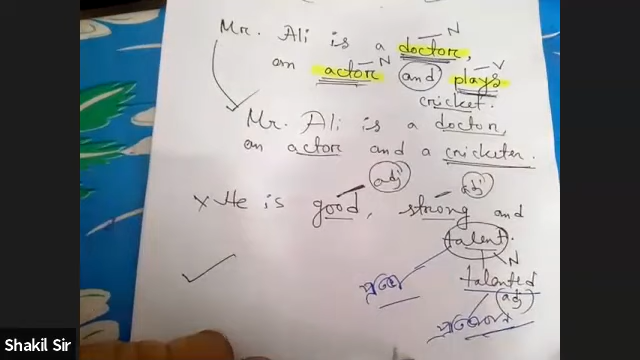 Mr. Ali is a doctor, N
an actor N and plays V
cricket.
Mr. Ali is a doctor,
an actor and a cricketer.
adj adj
x He is good, strong and
talent. N
talented
adj
Shakil Sir